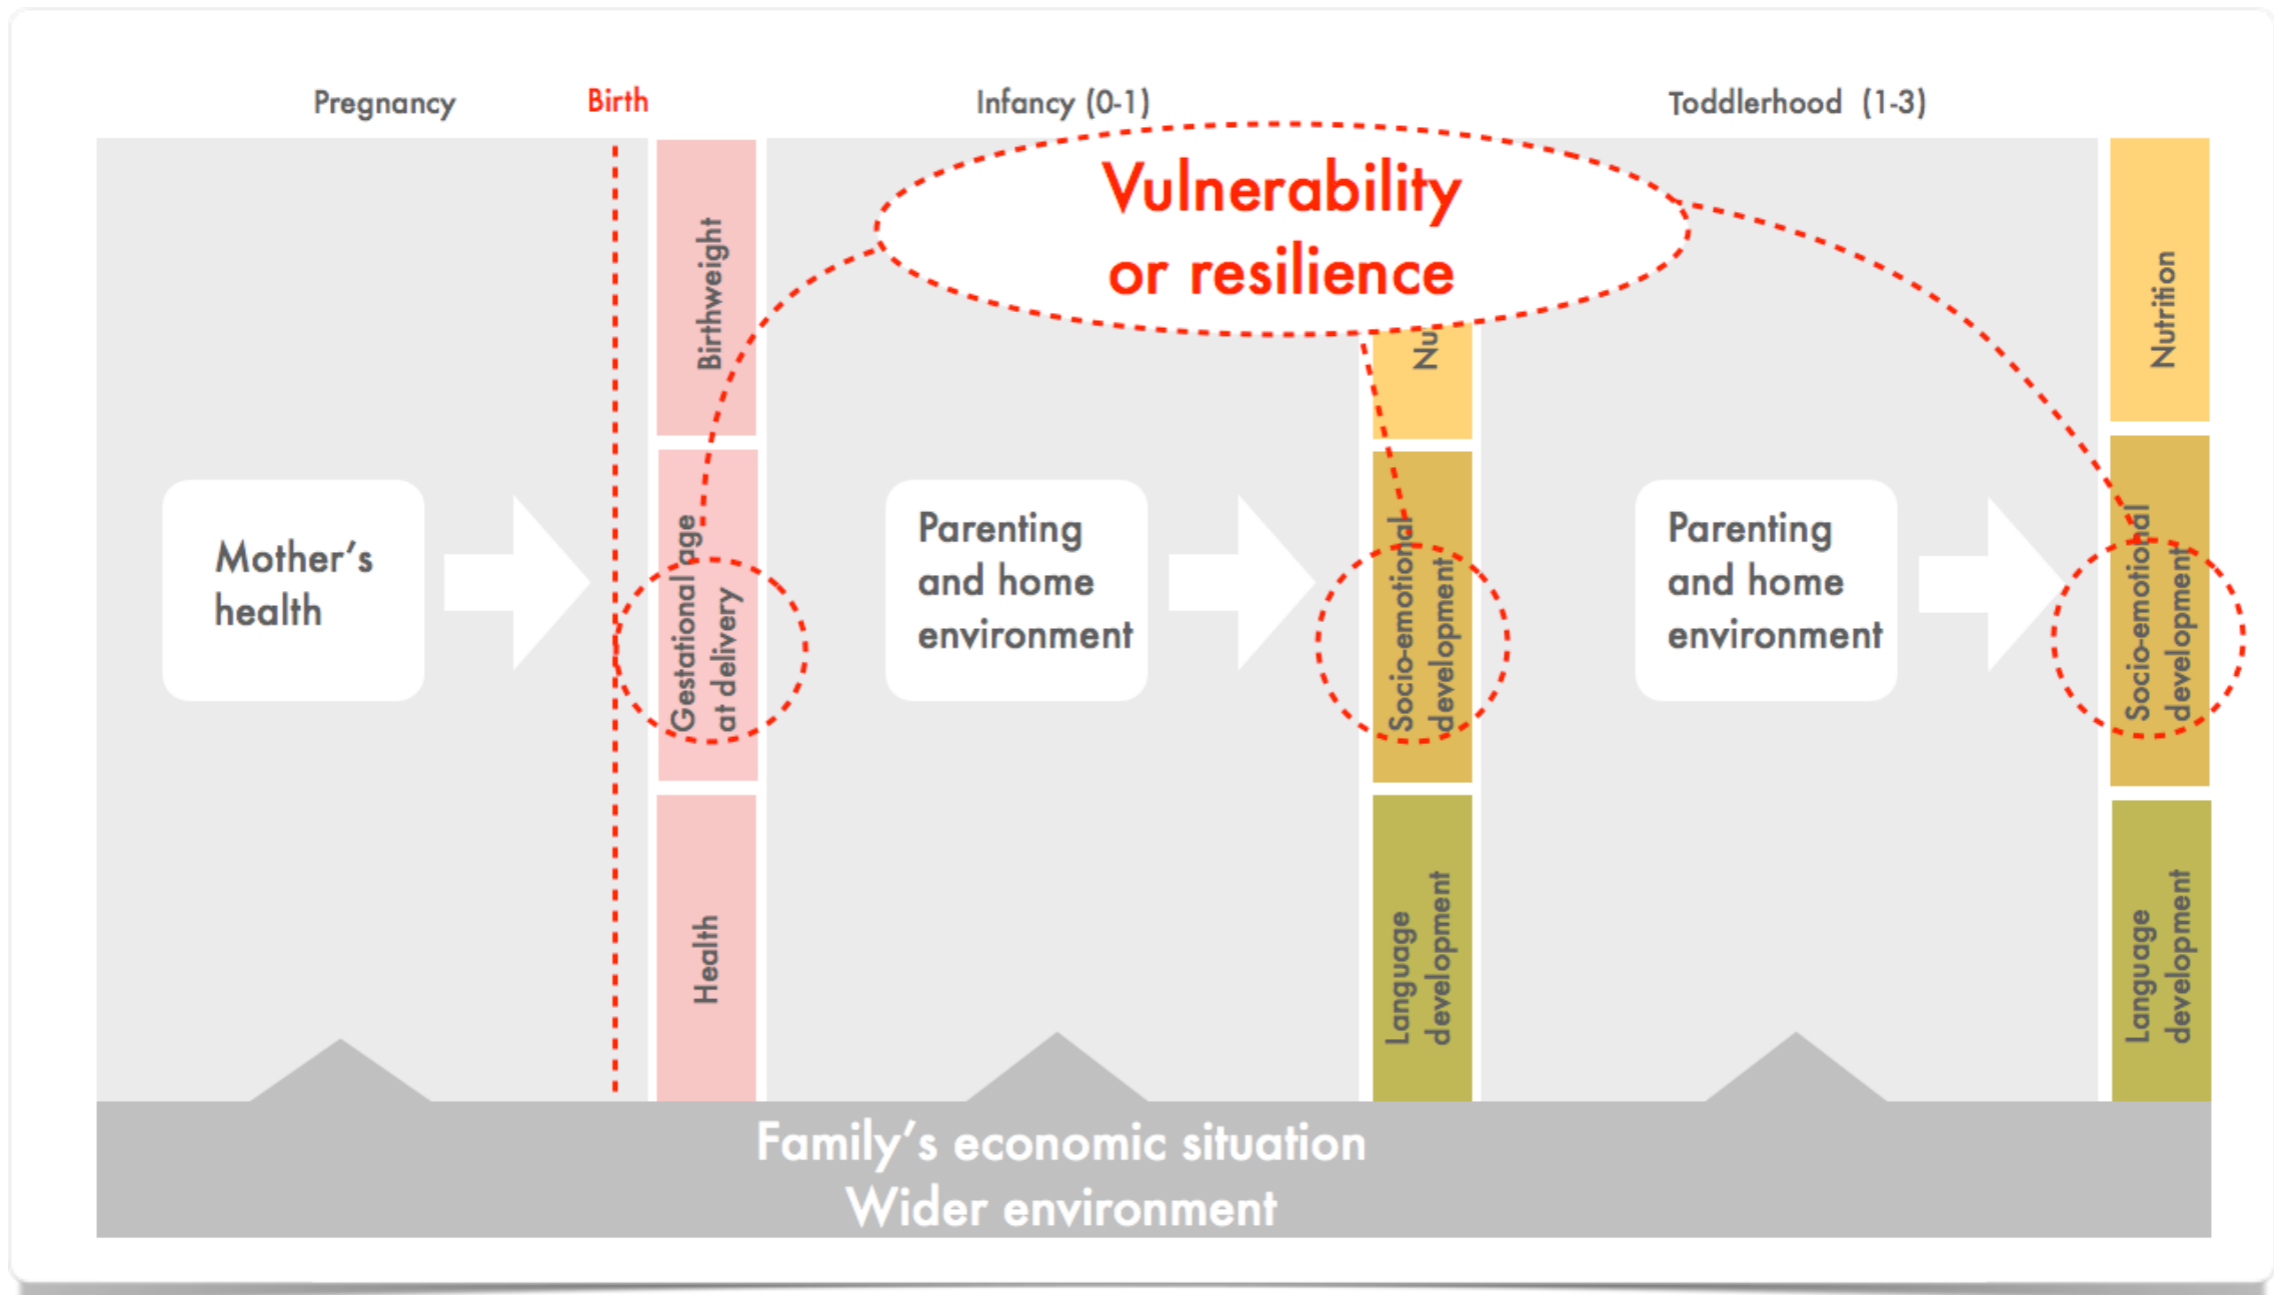 Pregnancy
Birth
Infancy (0-1)
Toddlerhood (1-3)
Vulnerability
or resilience
Birthweight
Gestational age
at delivery
Health
Mother's
health
Parenting
and home
environment
Nu
Socio-emotional
development
Language
development
Parenting
and home
environment
Nutrition
Socio-emotional
development
Language
development
Family's economic situation
Wider environment